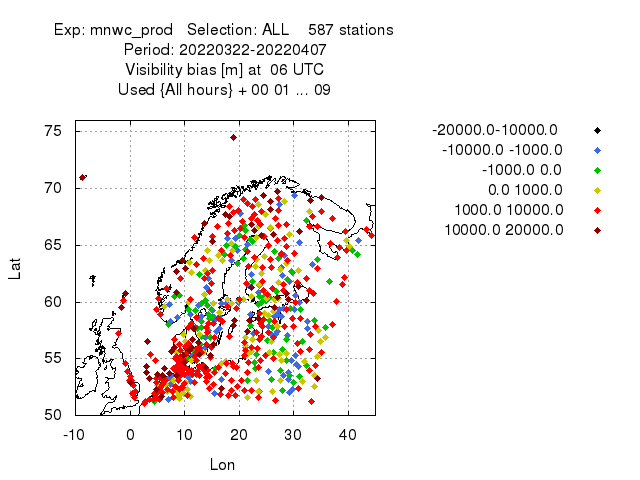 Exp: mnwc_prod   Selection: ALL    587 stations
Period: 20220322-20220407
Visibility bias [m] at  06 UTC
Used {All hours} + 00 01 ... 09
-20000.0-10000.0
-10000.0 -1000.0
-1000.0 0.0
0.0 1000.0
1000.0 10000.0
10000.0 20000.0
75
70
65
60
55
50
Lat
-10 0 10 20 30 40
Lon